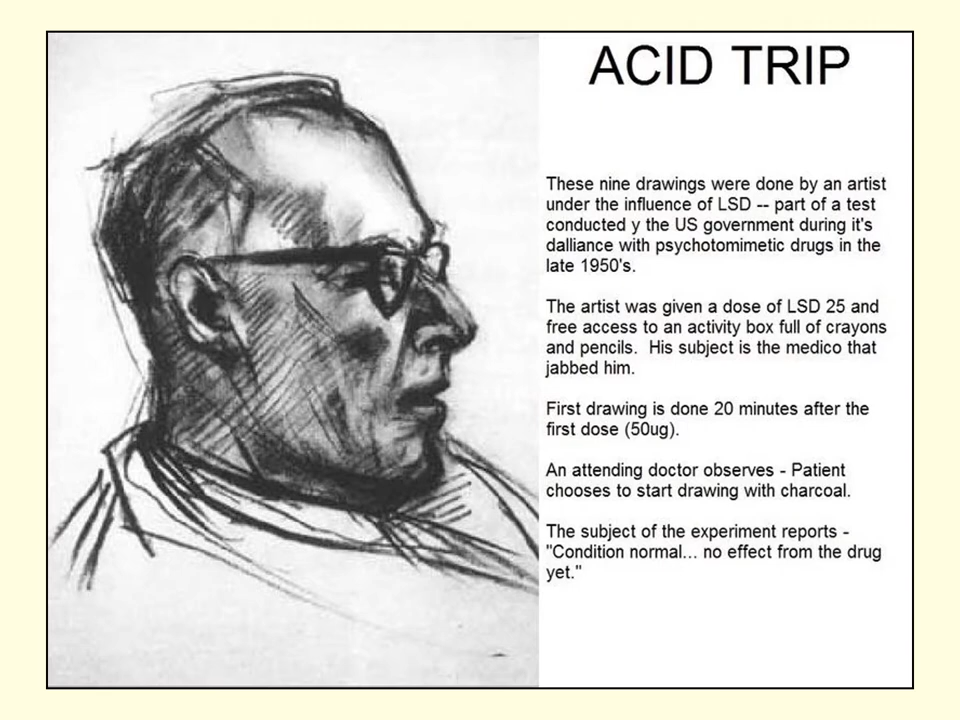 ACID TRIP
These nine drawings were done by an artist
under the influence of LSD -- part of a test
conducted y the US government during it's
dalliance with psychotomimetic drugs in the
late 1950's.
The artist was given a dose of LSD 25 and
free access to an activity box full of crayons
and pencils.  His subject is the medico that
jabbed him.
First drawing is done 20 minutes after the
first dose (50ug).
An attending doctor observes - Patient
chooses to start drawing with charcoal.
The subject of the experiment reports -
"Condition normal... no effect from the drug
yet."